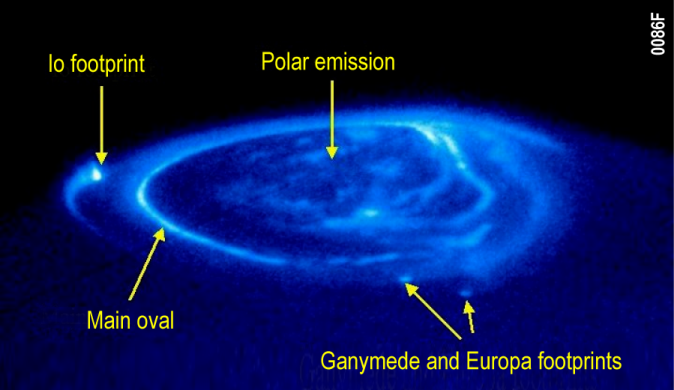 0086F
Io footprint
Polar emission
Main oval
Ganymede and Europa footprints